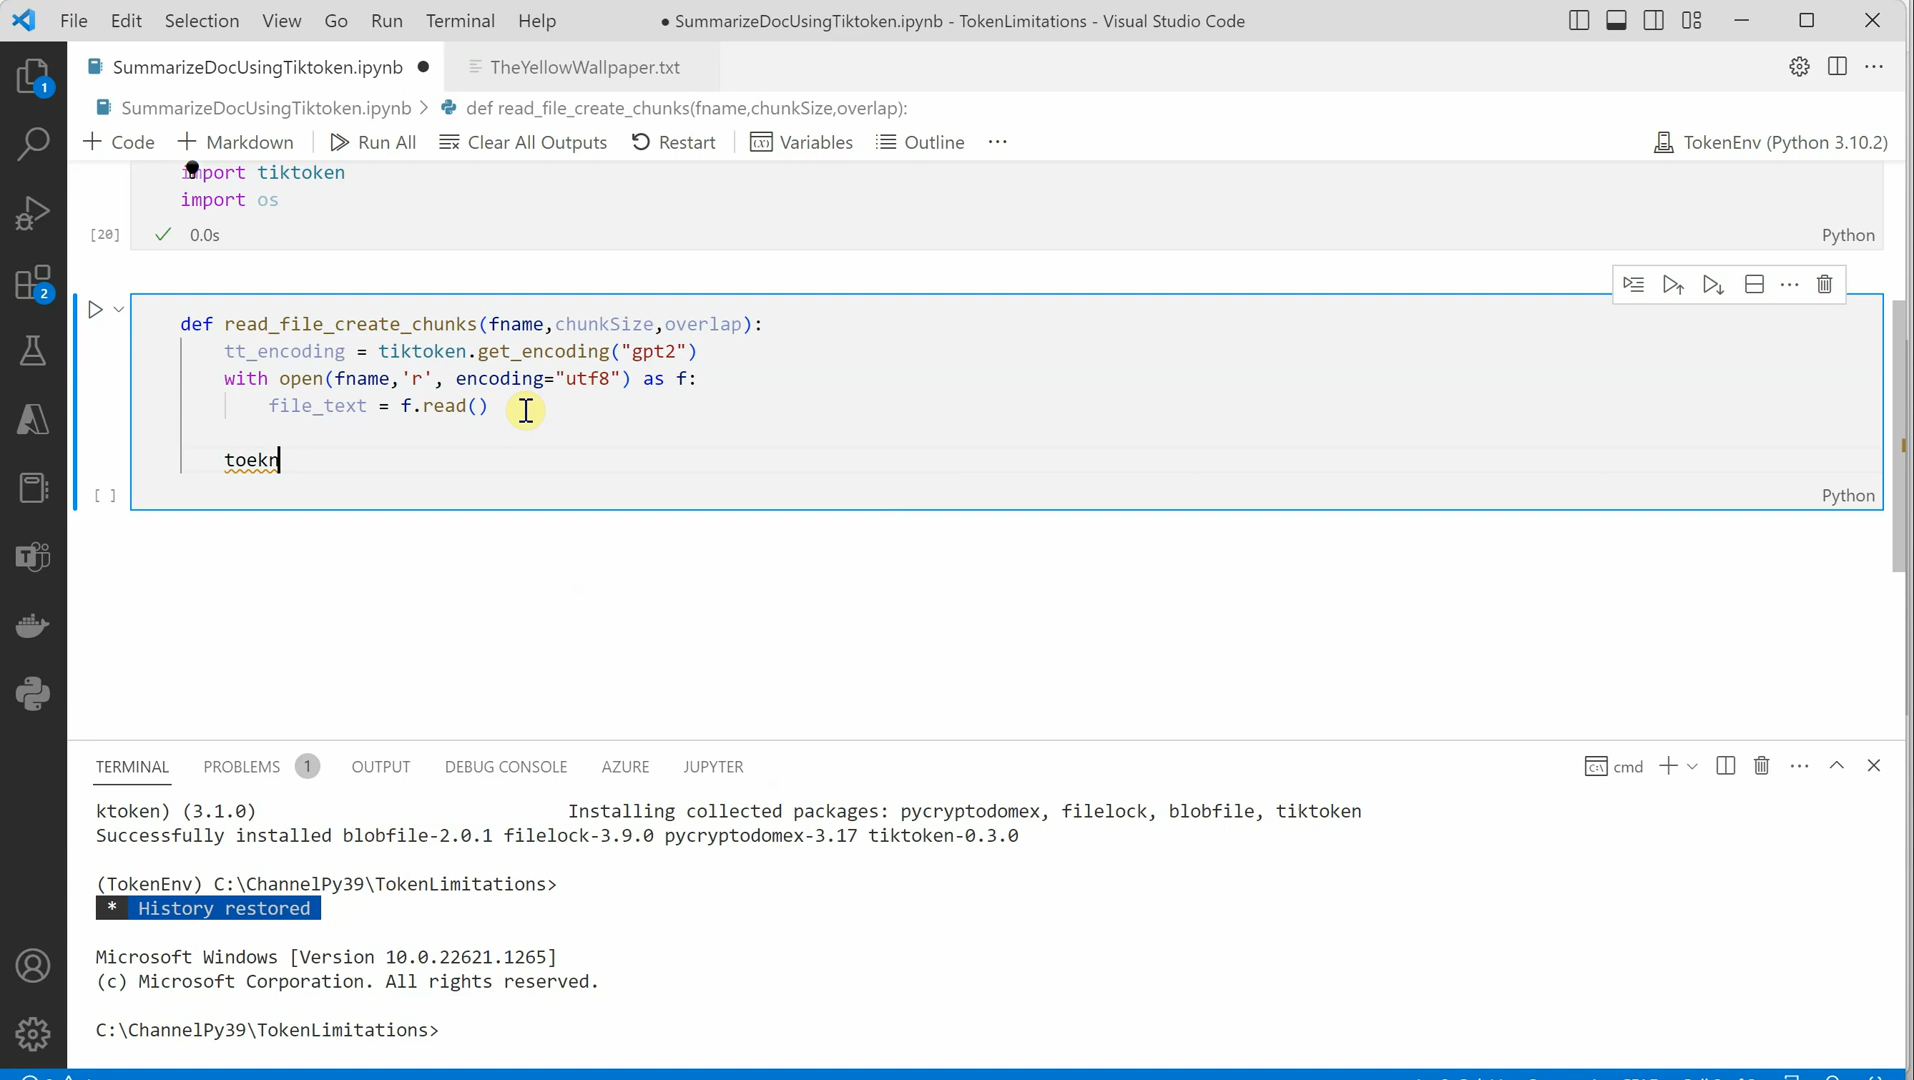 File Edit Selection View Go Run Terminal Help ● SummarizeDocUsingTiktoken.ipynb - TokenLimitations - Visual Studio Code
SummarizeDocUsingTiktoken.ipynb ● TheYellowWallpaper.txt
SummarizeDocUsingTiktoken.ipynb > def read_file_create_chunks(fname,chunkSize,overlap):
+ Code + Markdown Run All Clear All Outputs Restart Variables Outline ... TokenEnv (Python 3.10.2)
import tiktoken
import os
[20] ✓ 0.0s Python
def read_file_create_chunks(fname,chunkSize,overlap):
tt_encoding = tiktoken.get_encoding("gpt2")
with open(fname,'r', encoding="utf8") as f:
file_text = f.read()
toekn
[ ] Python
1
2
TERMINAL PROBLEMS 1 OUTPUT DEBUG CONSOLE AZURE JUPYTER cmd
ktoken) (3.1.0) Installing collected packages: pycryptodomex, filelock, blobfile, tiktoken
Successfully installed blobfile-2.0.1 filelock-3.9.0 pycryptodomex-3.17 tiktoken-0.3.0
(TokenEnv) C:\ChannelPy39\TokenLimitations>
* History restored
Microsoft Windows [Version 10.0.22621.1265]
(c) Microsoft Corporation. All rights reserved.
C:\ChannelPy39\TokenLimitations>